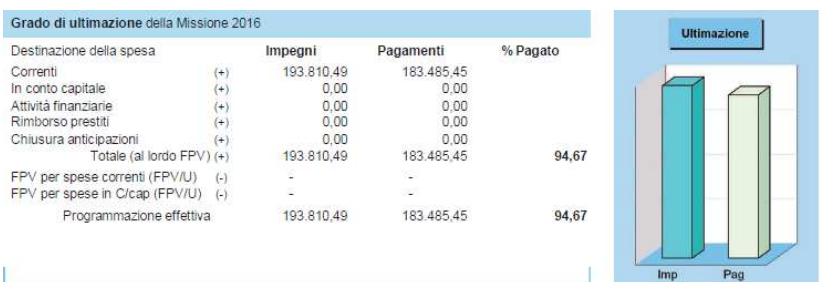 Grado di ultimazione della Missione 2016
Destinazione della spesa Impegni Pagamenti % Pagato
Correnti (+) 193.810,49 183.485,45
In conto capitale (+) 0,00 0,00
Attività finanziarie (+) 0,00 0,00
Rimborso prestiti (+) 0,00 0,00
Chiusura anticipazioni (+) 0,00 0,00
Totale (al lordo FPV) (+) 193.810,49 183.485,45 94,67
FPV per spese correnti (FPV/U) (-) - -
FPV per spese in C/cap (FPV/U) (-) - -
Programmazione effettiva 193.810,49 183.485,45 94,67
Ultimazione
Imp Pag